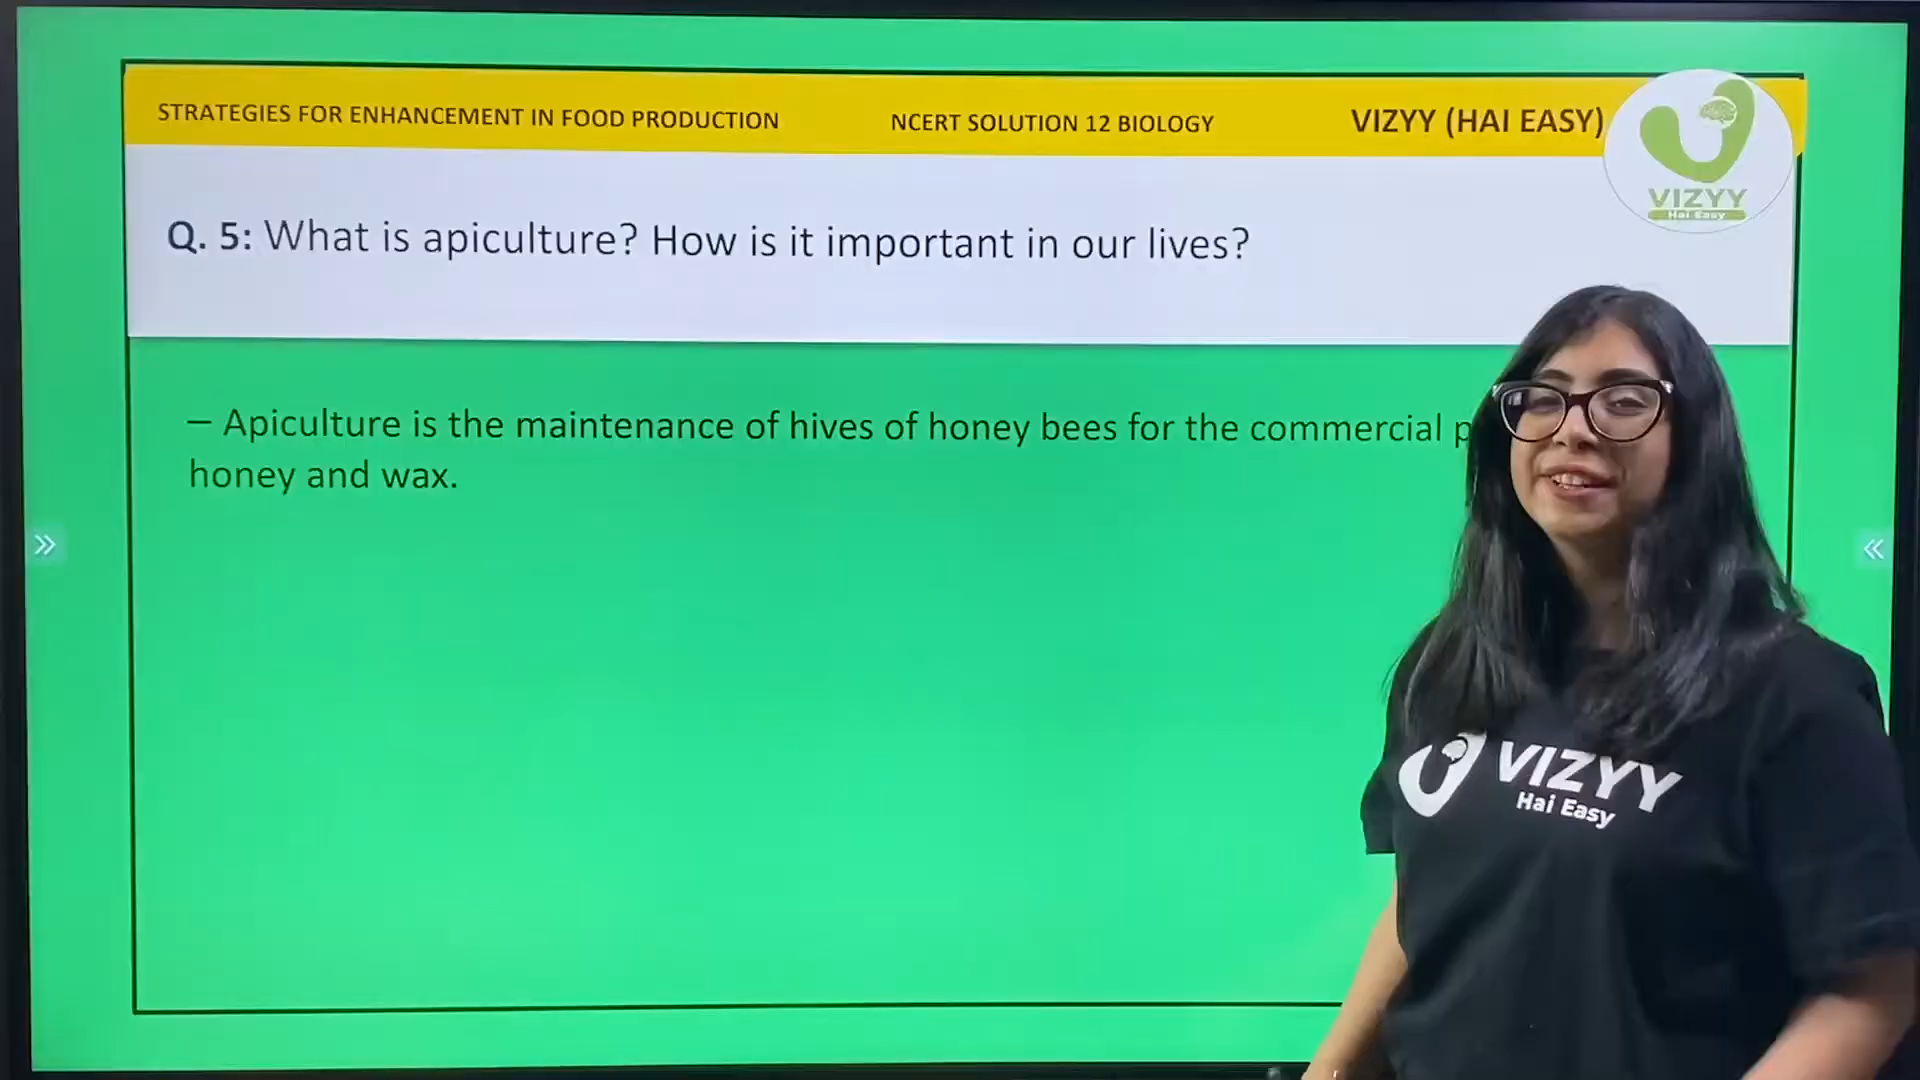 STRATEGIES FOR ENHANCEMENT IN FOOD PRODUCTION NCERT SOLUTION 12 BIOLOGY VIZYY (HAI EASY)
VIZYY
Hai Easy
Q. 5: What is apiculture? How is it important in our lives?
– Apiculture is the maintenance of hives of honey bees for the commercial
honey and wax.
VIZYY
Hai Easy